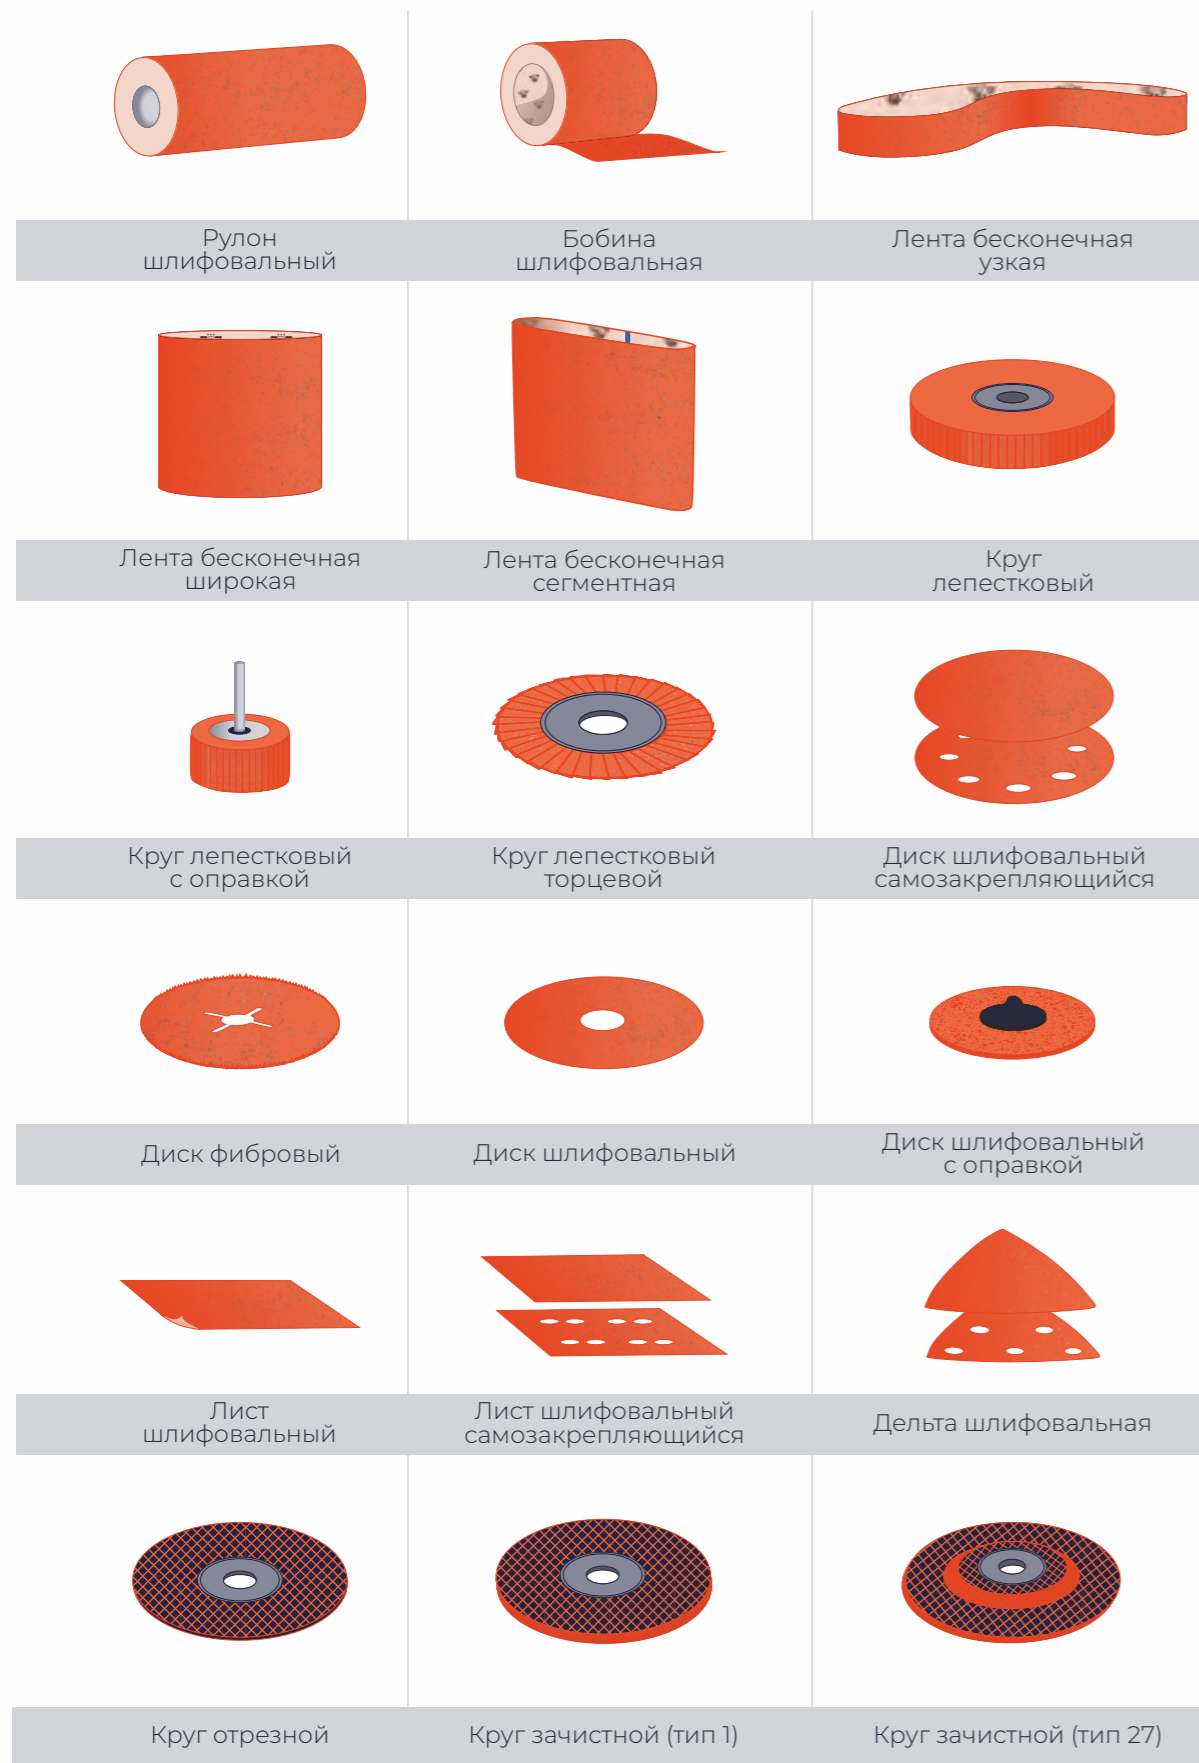 Рулон
шлифовальный
Бобина
шлифовальная
Лента бесконечная
узкая
Лента бесконечная
широкая
Лента бесконечная
сегментная
Круг
лепестковый
Круг лепестковый
с оправкой
Круг лепестковый
торцевой
Диск шлифовальный
самозакрепляющийся
Диск фибровый
Диск шлифовальный
Диск шлифовальный
с оправкой
Лист
шлифовальный
Лист шлифовальный
самозакрепляющийся
Дельта шлифовальная
Круг отрезной
Круг зачистной (тип 1)
Круг зачистной (тип 27)